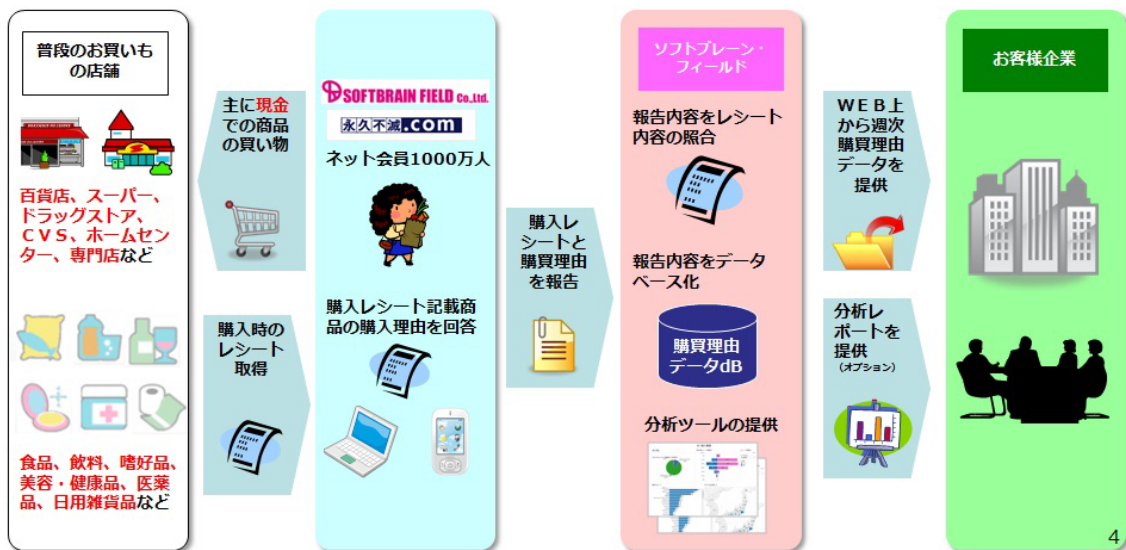 普段のお買いも
の店舗
百貨店、スーパー、
ドラッグストア、
ＣＶＳ、ホームセン
ター、専門店など
食品、飲料、嗜好品、
美容・健康品、医薬
品、日用雑貨品など
主に現金
での商品
の買い物
購入時の
レシート
取得
SOFTBRAIN FIELD Co.,Ltd.
永久不滅.com
ネット会員1000万人
購入レシート記載商
品の購入理由を回答
購入レ
シートと
購買理由
を報告
ソフトブレーン・
フィールド
報告内容をレシート
内容の照合
報告内容をデータ
ベース化
購買理由
データdB
分析ツールの提供
ＷＥＢ上
から週次
購買理由
データを
提供
分析レ
ポートを
提供
（オプション）
お客様企業
4